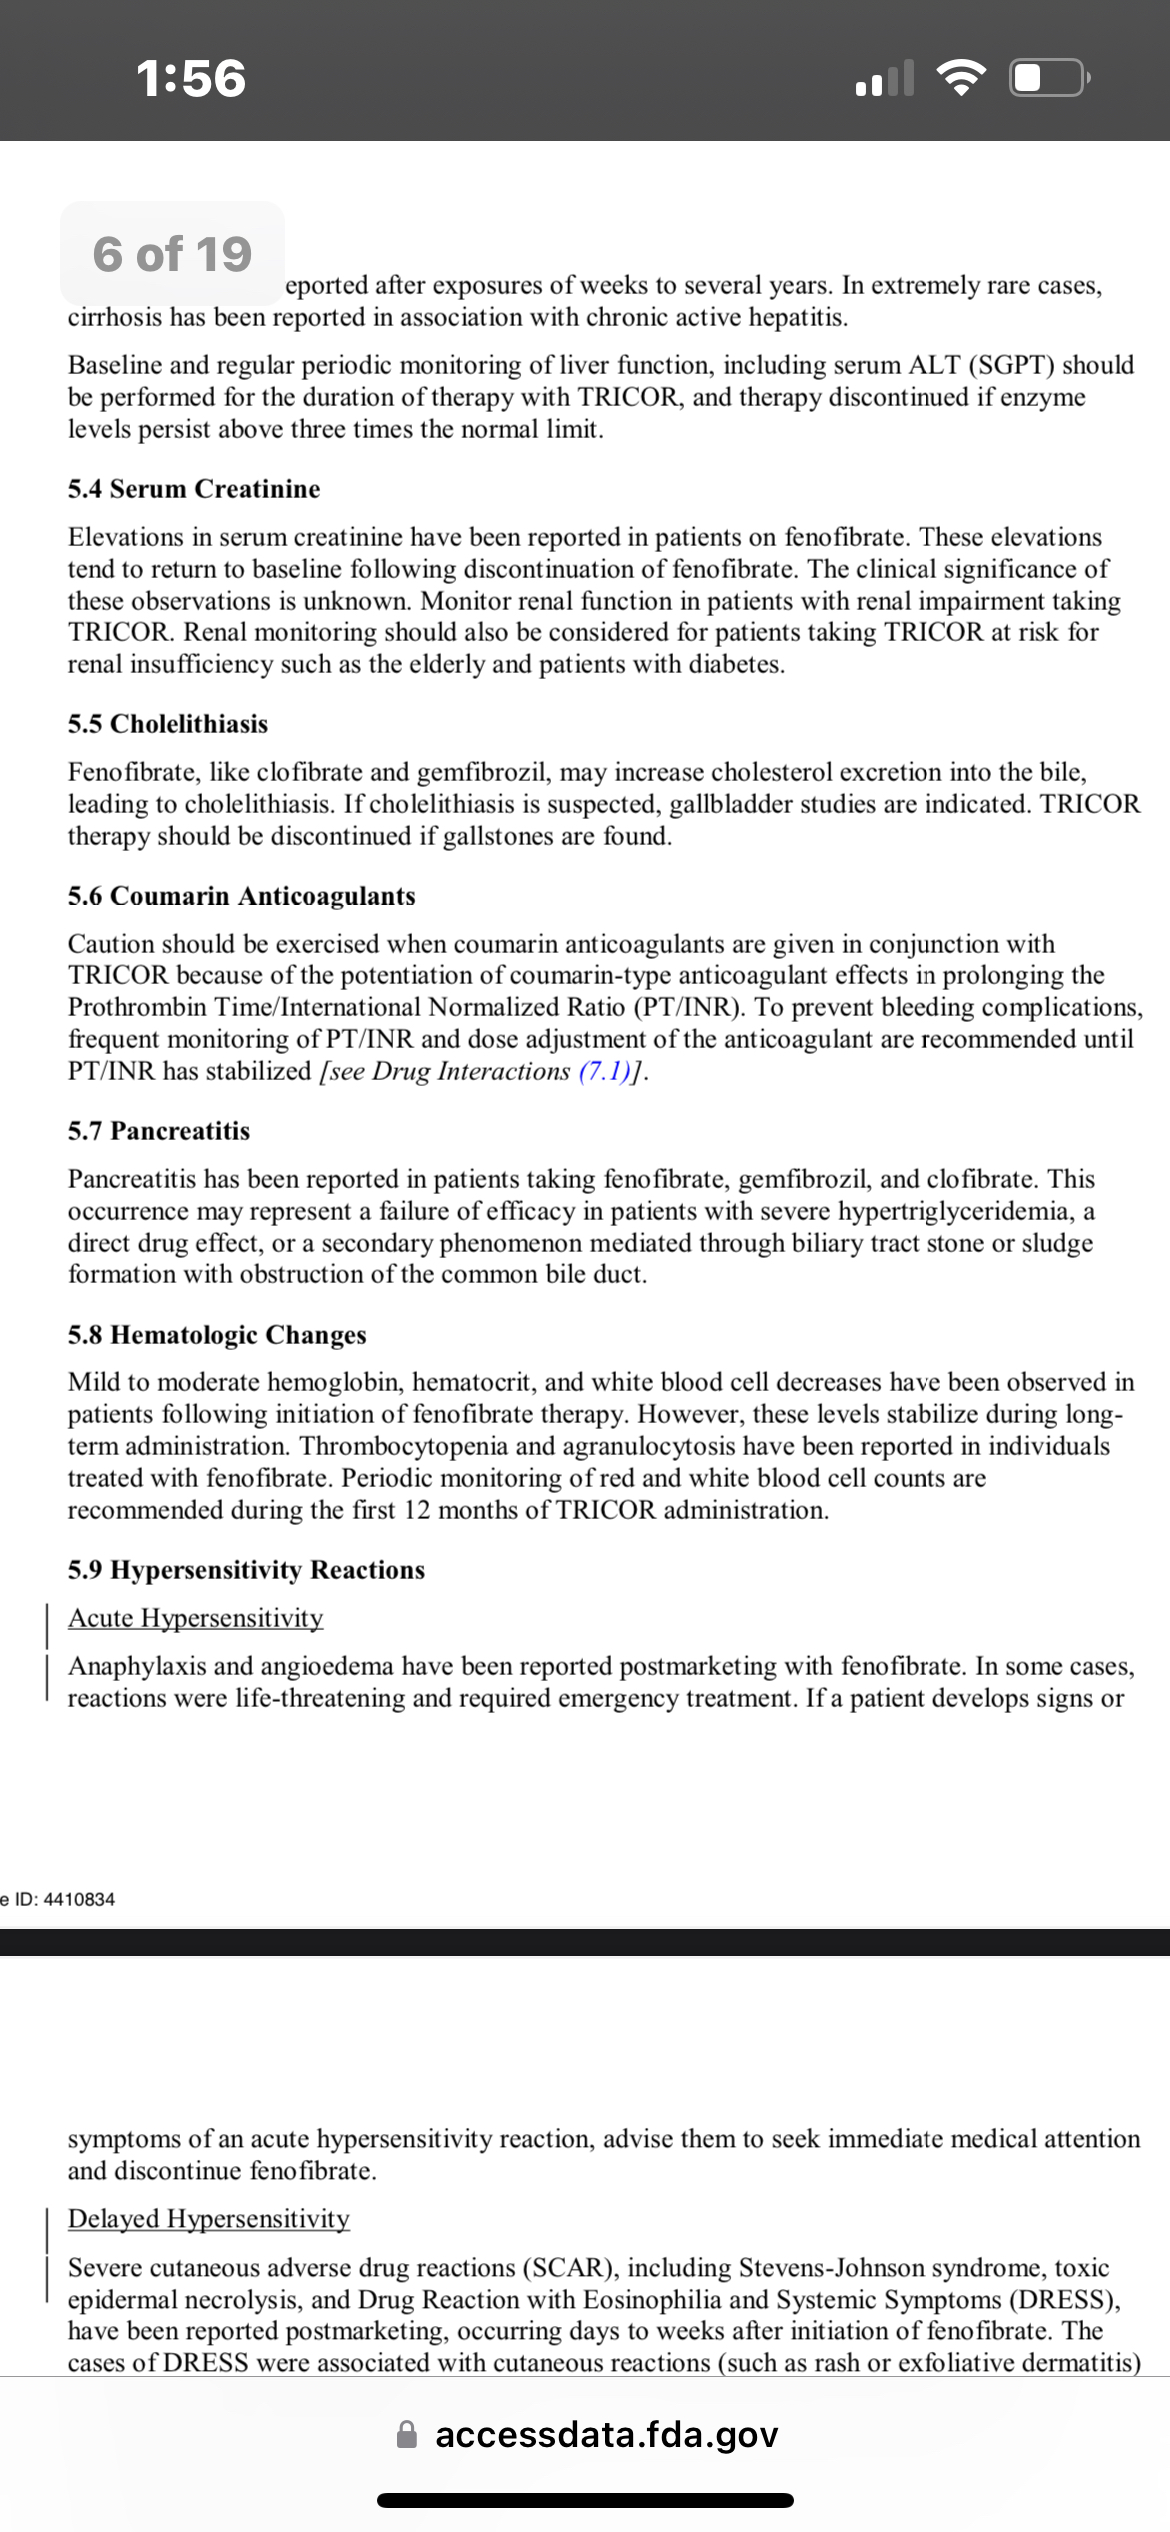 1:56
6 of 19
eported after exposures of weeks to several years. In extremely rare cases,
cirrhosis has been reported in association with chronic active hepatitis.
Baseline and regular periodic monitoring of liver function, including serum ALT (SGPT) should
be performed for the duration of therapy with TRICOR, and therapy discontinued if enzyme
levels persist above three times the normal limit.
5.4 Serum Creatinine
Elevations in serum creatinine have been reported in patients on fenofibrate. These elevations
tend to return to baseline following discontinuation of fenofibrate. The clinical significance of
these observations is unknown. Monitor renal function in patients with renal impairment taking
TRICOR. Renal monitoring should also be considered for patients taking TRICOR at risk for
renal insufficiency such as the elderly and patients with diabetes.
5.5 Cholelithiasis
Fenofibrate, like clofibrate and gemfibrozil, may increase cholesterol excretion into the bile,
leading to cholelithiasis. If cholelithiasis is suspected, gallbladder studies are indicated. TRICOR
therapy should be discontinued if gallstones are found.
5.6 Coumarin Anticoagulants
Caution should be exercised when coumarin anticoagulants are given in conjunction with
TRICOR because of the potentiation of coumarin-type anticoagulant effects in prolonging the
Prothrombin Time/International Normalized Ratio (PT/INR). To prevent bleeding complications,
frequent monitoring of PT/INR and dose adjustment of the anticoagulant are recommended until
PT/INR has stabilized [see Drug Interactions (7.1)].
5.7 Pancreatitis
Pancreatitis has been reported in patients taking fenofibrate, gemfibrozil, and clofibrate. This
occurrence may represent a failure of efficacy in patients with severe hypertriglyceridemia, a
direct drug effect, or a secondary phenomenon mediated through biliary tract stone or sludge
formation with obstruction of the common bile duct.
5.8 Hematologic Changes
Mild to moderate hemoglobin, hematocrit, and white blood cell decreases have been observed in
patients following initiation of fenofibrate therapy. However, these levels stabilize during long-
term administration. Thrombocytopenia and agranulocytosis have been reported in individuals
treated with fenofibrate. Periodic monitoring of red and white blood cell counts are
recommended during the first 12 months of TRICOR administration.
5.9 Hypersensitivity Reactions
Acute Hypersensitivity
Anaphylaxis and angioedema have been reported postmarketing with fenofibrate. In some cases,
reactions were life-threatening and required emergency treatment. If a patient develops signs or
e ID: 4410834
symptoms of an acute hypersensitivity reaction, advise them to seek immediate medical attention
and discontinue fenofibrate.
Delayed Hypersensitivity
Severe cutaneous adverse drug reactions (SCAR), including Stevens-Johnson syndrome, toxic
epidermal necrolysis, and Drug Reaction with Eosinophilia and Systemic Symptoms (DRESS),
have been reported postmarketing, occurring days to weeks after initiation of fenofibrate. The
cases of DRESS were associated with cutaneous reactions (such as rash or exfoliative dermatitis)
accessdata.fda.gov